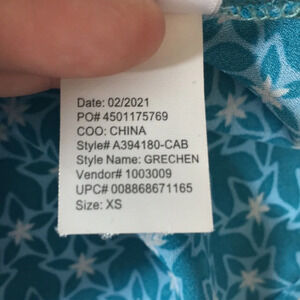 Date: 02/2021
PO# 4501175769
COO: CHINA
Style# A394180-CAB
Style Name: GRECHEN
Vendor# 1003009
UPC# 008868671165
Size: XS